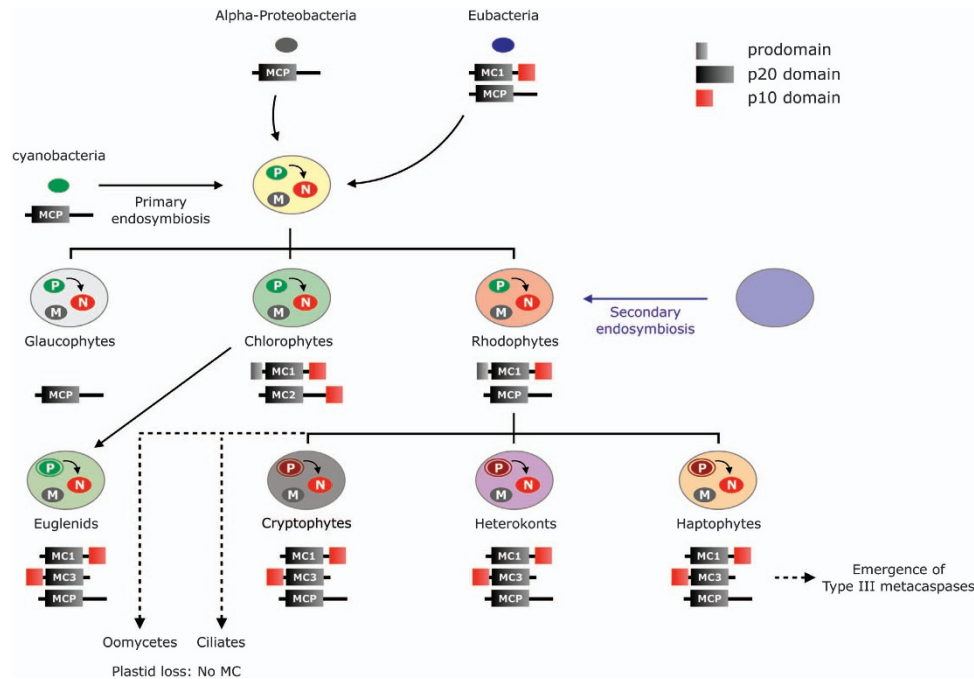 Alpha-Proteobacteria
Eubacteria
MCP
MC1
MCP
prodomain
p20 domain
p10 domain
cyanobacteria
MCP
Primary
endosymbiosis
P
N
M
P
N
M
Glaucophytes
P
N
M
Chlorophytes
P
N
M
Rhodophytes
Secondary
endosymbiosis
MCP
MC1
MC2
MC1
MCP
P
N
M
Euglenids
P
N
M
Cryptophytes
P
N
M
Heterokonts
P
N
M
Haptophytes
MC1
MC3
MCP
MC1
MC3
MCP
MC1
MC3
MCP
MC1
MC3
MCP
Emergence of
Type III metacaspases
Oomycetes
Ciliates
Plastid loss: No MC